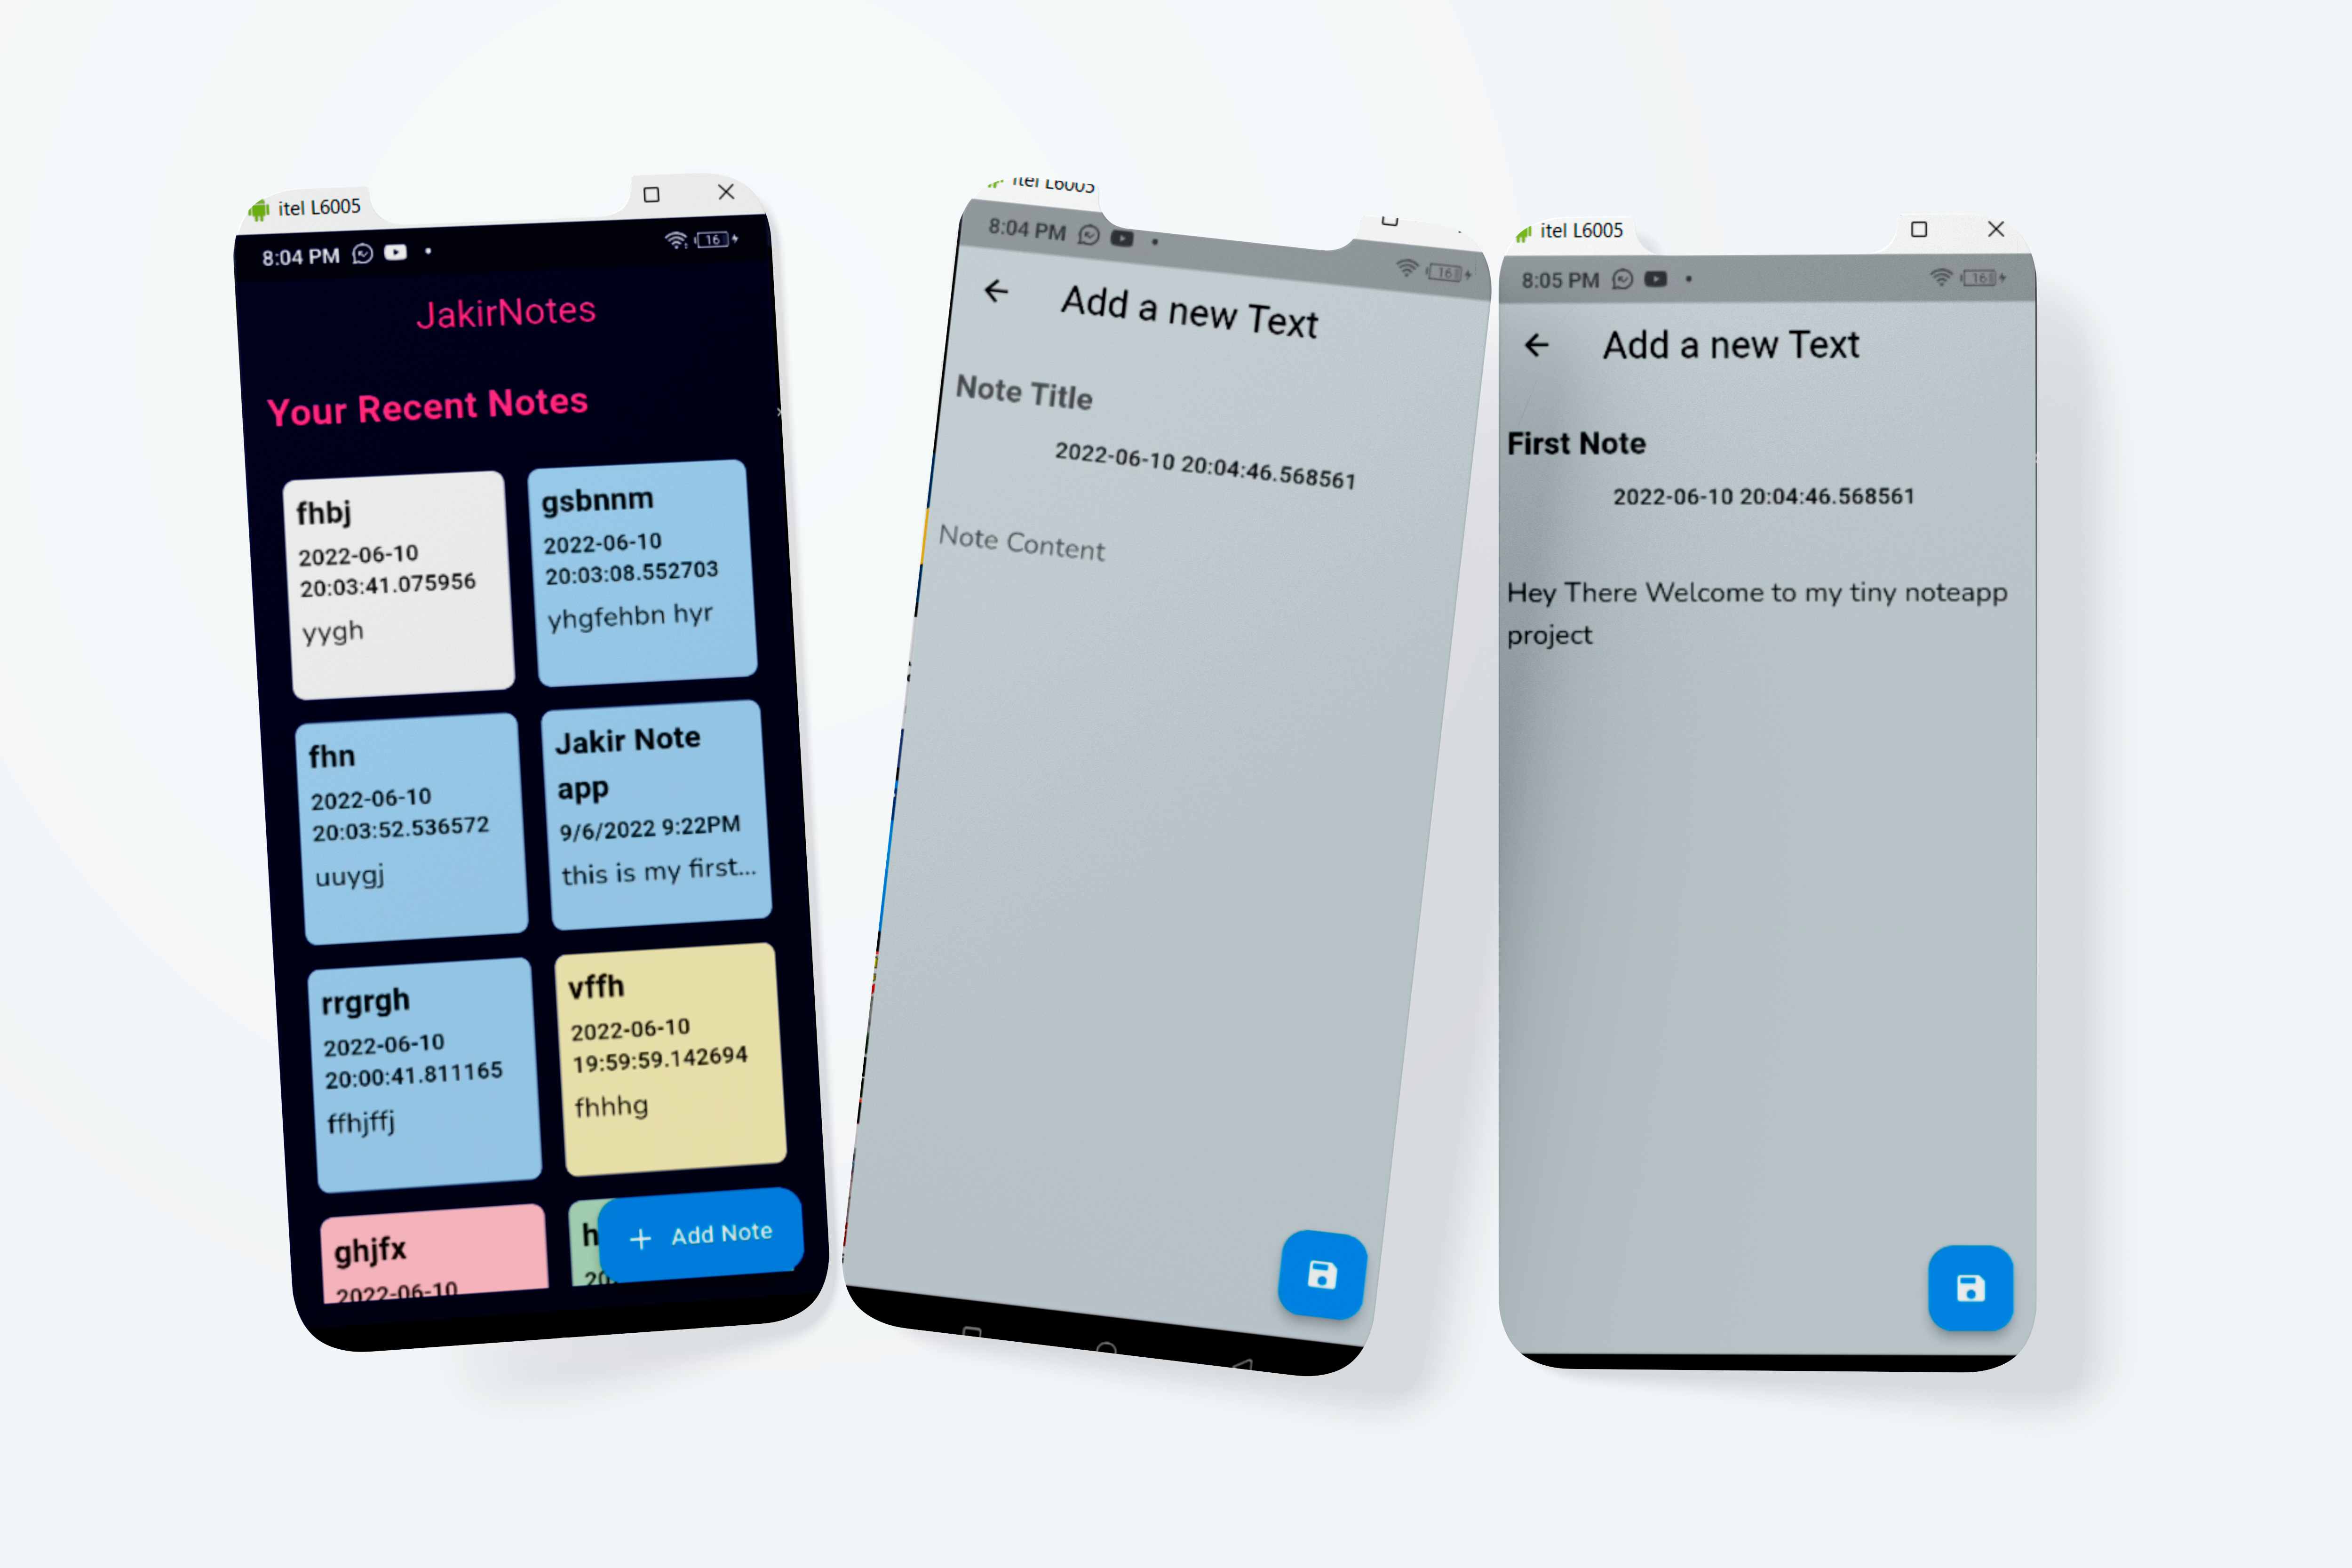 itel L6005
8:04 PM
16
JakirNotes
Your Recent Notes
fhbj
2022-06-10
20:03:41.075956
yygh
gsbnnm
2022-06-10
20:03:08.552703
yhgfehbn hyr
fhn
2022-06-10
20:03:52.536572
uuygj
Jakir Note
app
9/6/2022 9:22PM
this is my first...
rrgrgh
2022-06-10
20:00:41.811165
ffhjffj
vffh
2022-06-10
19:59:59.142694
fhhhg
ghjfx
2022-06-10
h
20
+ Add Note
itel L6005
8:04 PM
16
Add a new Text
Note Title
2022-06-10 20:04:46.568561
Note Content
itel L6005
8:05 PM
16
Add a new Text
First Note
2022-06-10 20:04:46.568561
Hey There Welcome to my tiny noteapp
project